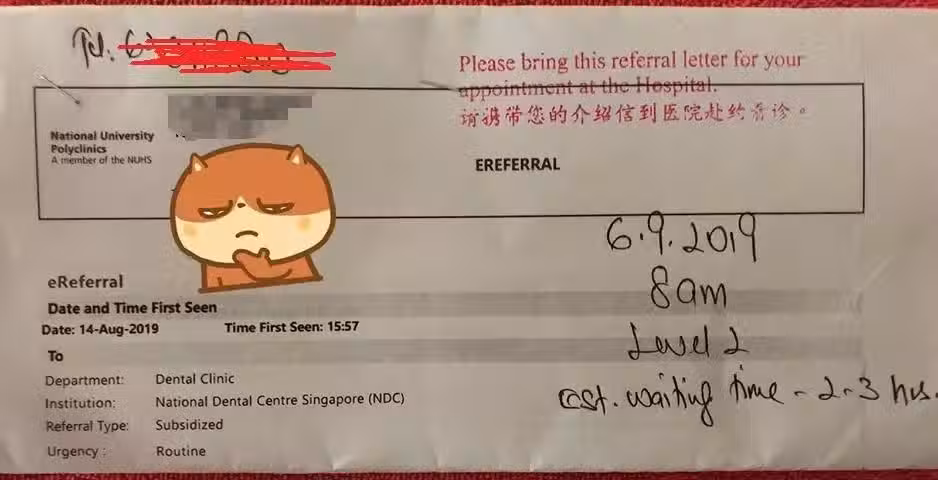 Tel.
Please bring this referral letter for your
appointment at the Hospital.
请携带您的介绍信到医院赴约看诊。
National University
Polyclinics
A member of the NUHS
EREFERRAL
6.9.2019
8am
Level 2
est. waiting time - 2-3 hrs.
eReferral
Date and Time First Seen
Date: 14-Aug-2019 Time First Seen: 15:57
To
Department: Dental Clinic
Institution: National Dental Centre Singapore (NDC)
Referral Type: Subsidized
Urgency : Routine